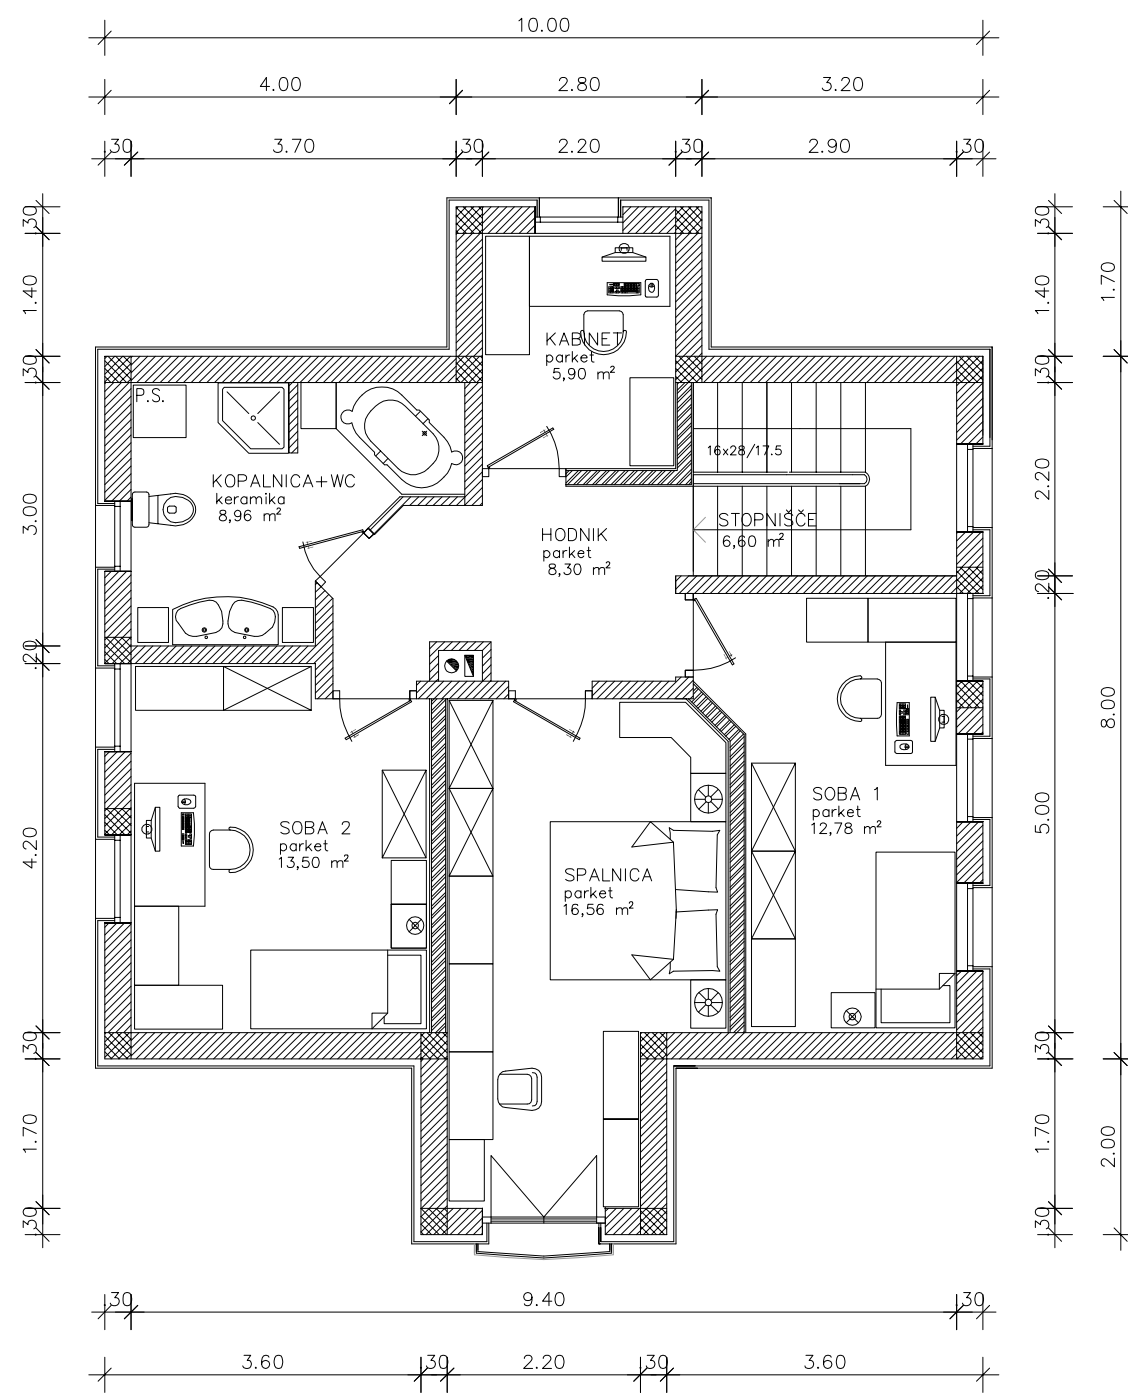 10.00
4.00 2.80 3.20
.30 3.70 .30 2.20 .30 2.90 .30
.30
1.40
.30
3.00
.20
4.20
.30
1.70
.30
KABINET
parket
5,90 m²
P.S.
KOPALNICA+WC
keramika
8,96 m²
16x28/17.5
STOPNIŠČE
6,60 m²
HODNIK
parket
8,30 m²
SOBA 1
parket
12,78 m²
SOBA 2
parket
13,50 m²
SPALNICA
parket
16,56 m²
.30
1.40
.30
2.20
.20
5.00
.30
1.70
.30
1.70
8.00
2.00
.30 9.40 .30
3.60 .30 2.20 .30 3.60